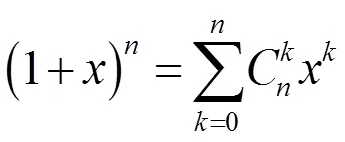 (1+x)^n = \sum_{k=0}^{n} C_n^k x^k